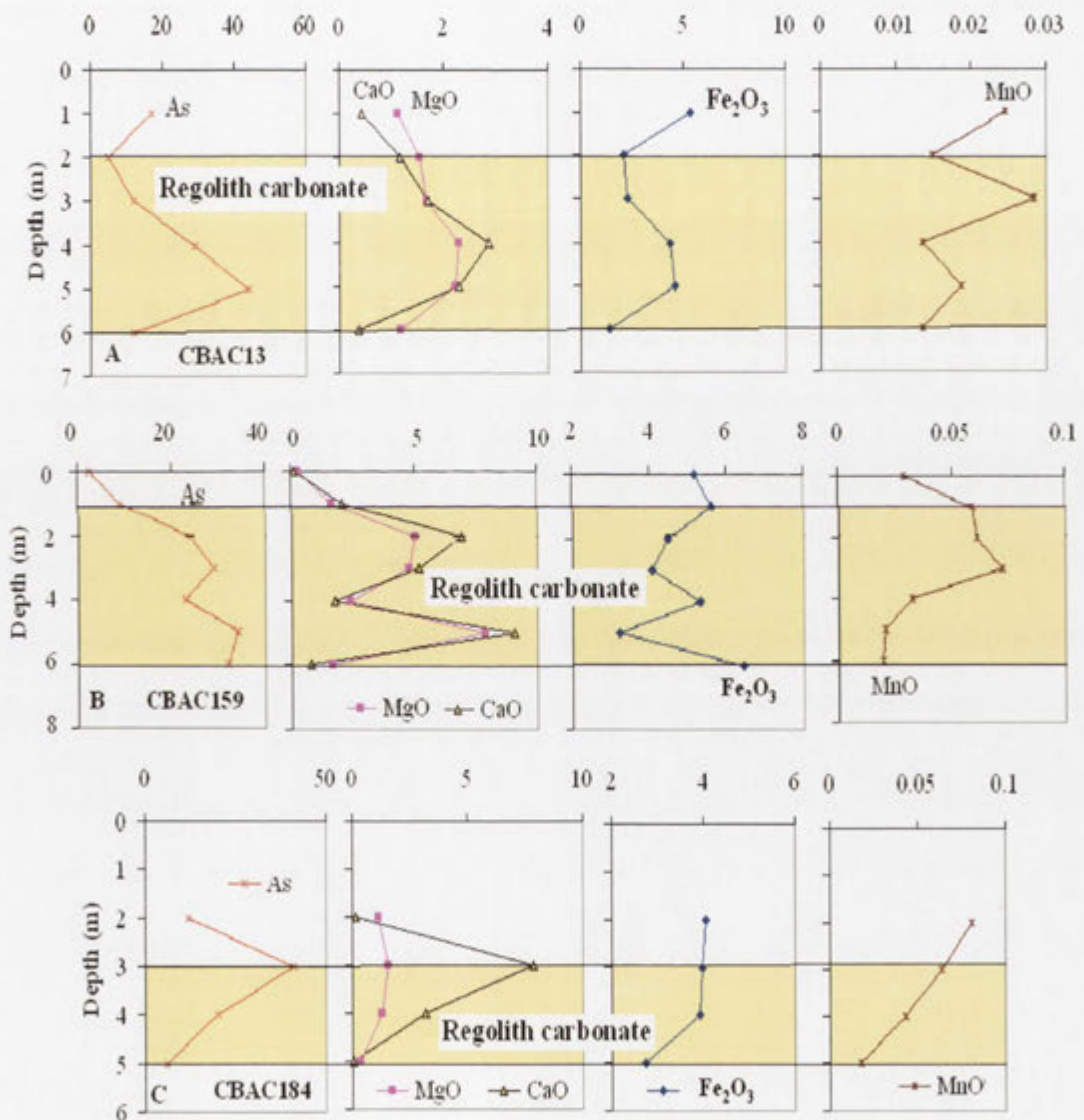 0 20 40 60 0 2 4 0 5 10 0 0.01 0.02 0.03
0
1
2
3
4
5
6
7
Depth (m)
As
CaO
MgO
Fe₂O₃
MnO
Regolith carbonate
A CBAC13
0 20 40 0 5 10 2 4 6 8 0 0.05 0.1
0
2
4
6
8
Depth (m)
As
Regolith carbonate
B CBAC159
MgO CaO
Fe₂O₃
MnO
0 50 0 5 10 2 4 6 0 0.05 0.1
0
1
2
3
4
5
6
Depth (m)
As
Regolith carbonate
C CBAC184
MgO CaO
Fe₂O₃
MnO